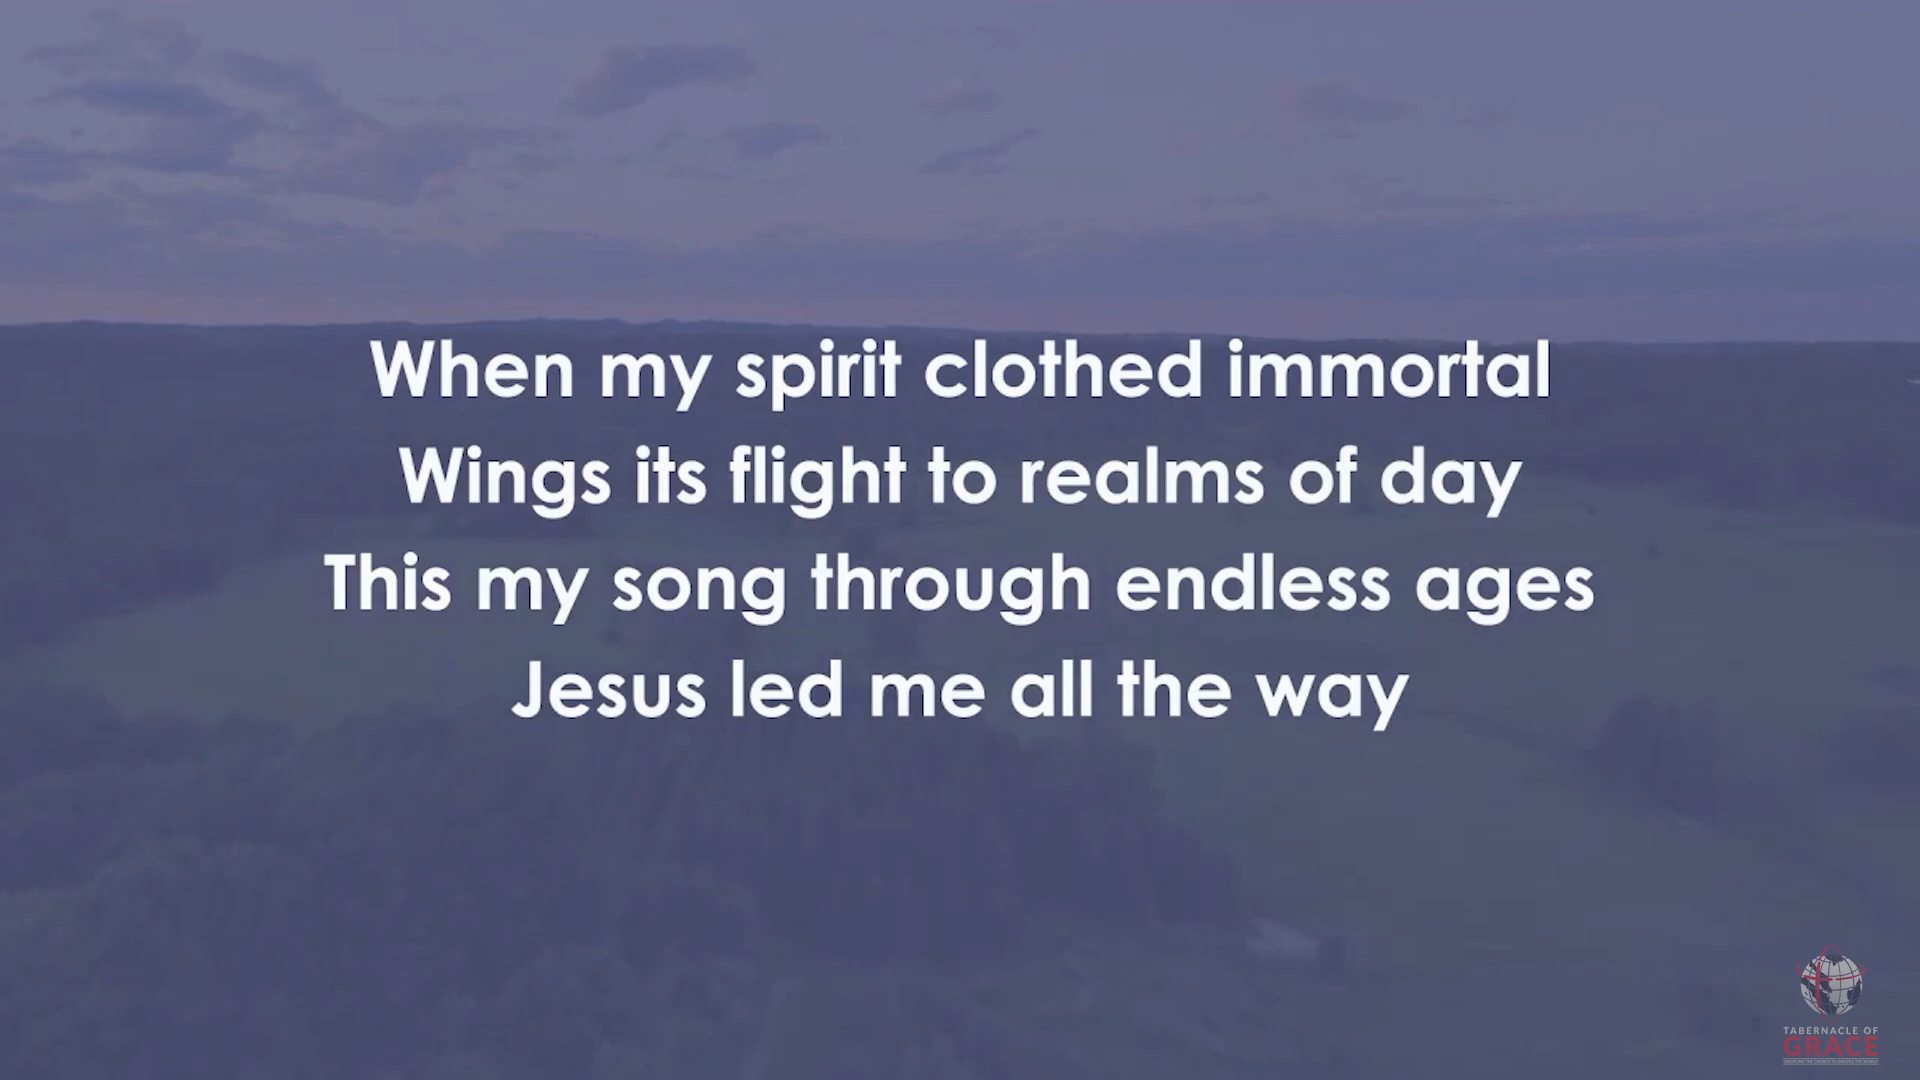 When my spirit clothed immortal
Wings its flight to realms of day
This my song through endless ages
Jesus led me all the way
TABERNACLE OF
GRACE